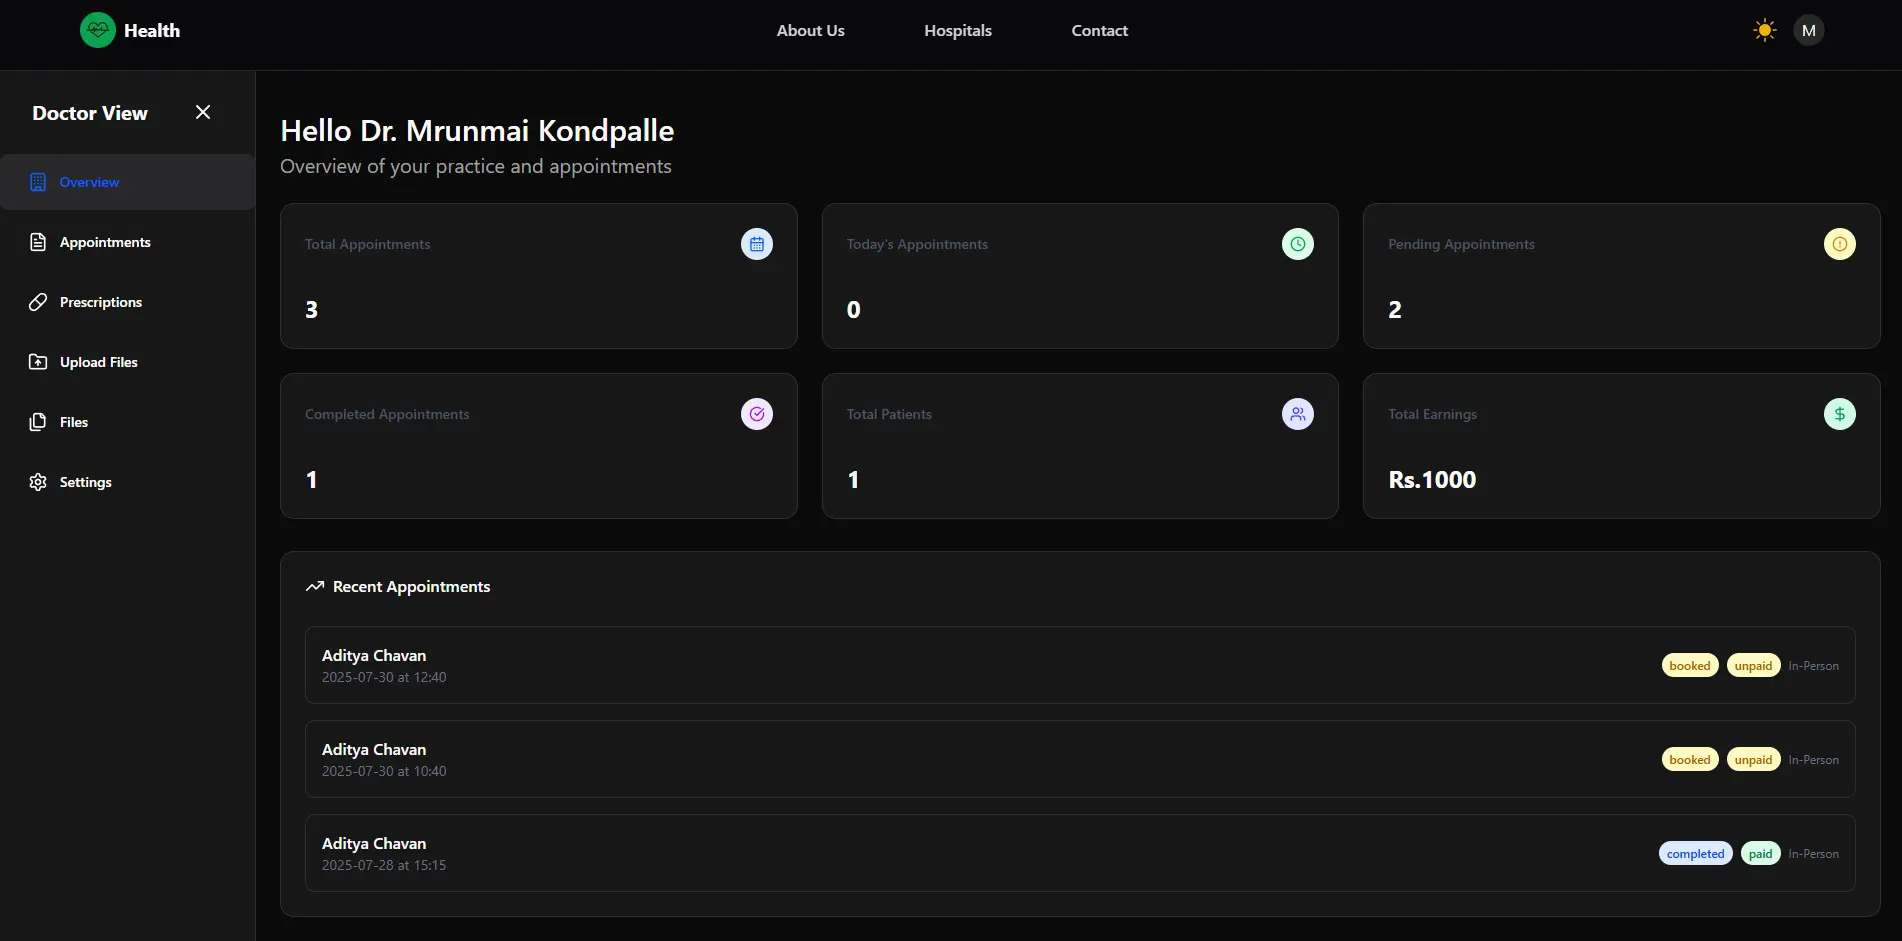 Health
About Us Hospitals Contact
M
Doctor View
Overview
Appointments
Prescriptions
Upload Files
Files
Settings
Hello Dr. Mrunmai Kondpalle
Overview of your practice and appointments
Total Appointments
3
Today's Appointments
0
Pending Appointments
2
Completed Appointments
1
Total Patients
1
Total Earnings
Rs.1000
Recent Appointments
Aditya Chavan
2025-07-30 at 12:40
booked unpaid In-Person
Aditya Chavan
2025-07-30 at 10:40
booked unpaid In-Person
Aditya Chavan
2025-07-28 at 15:15
completed paid In-Person